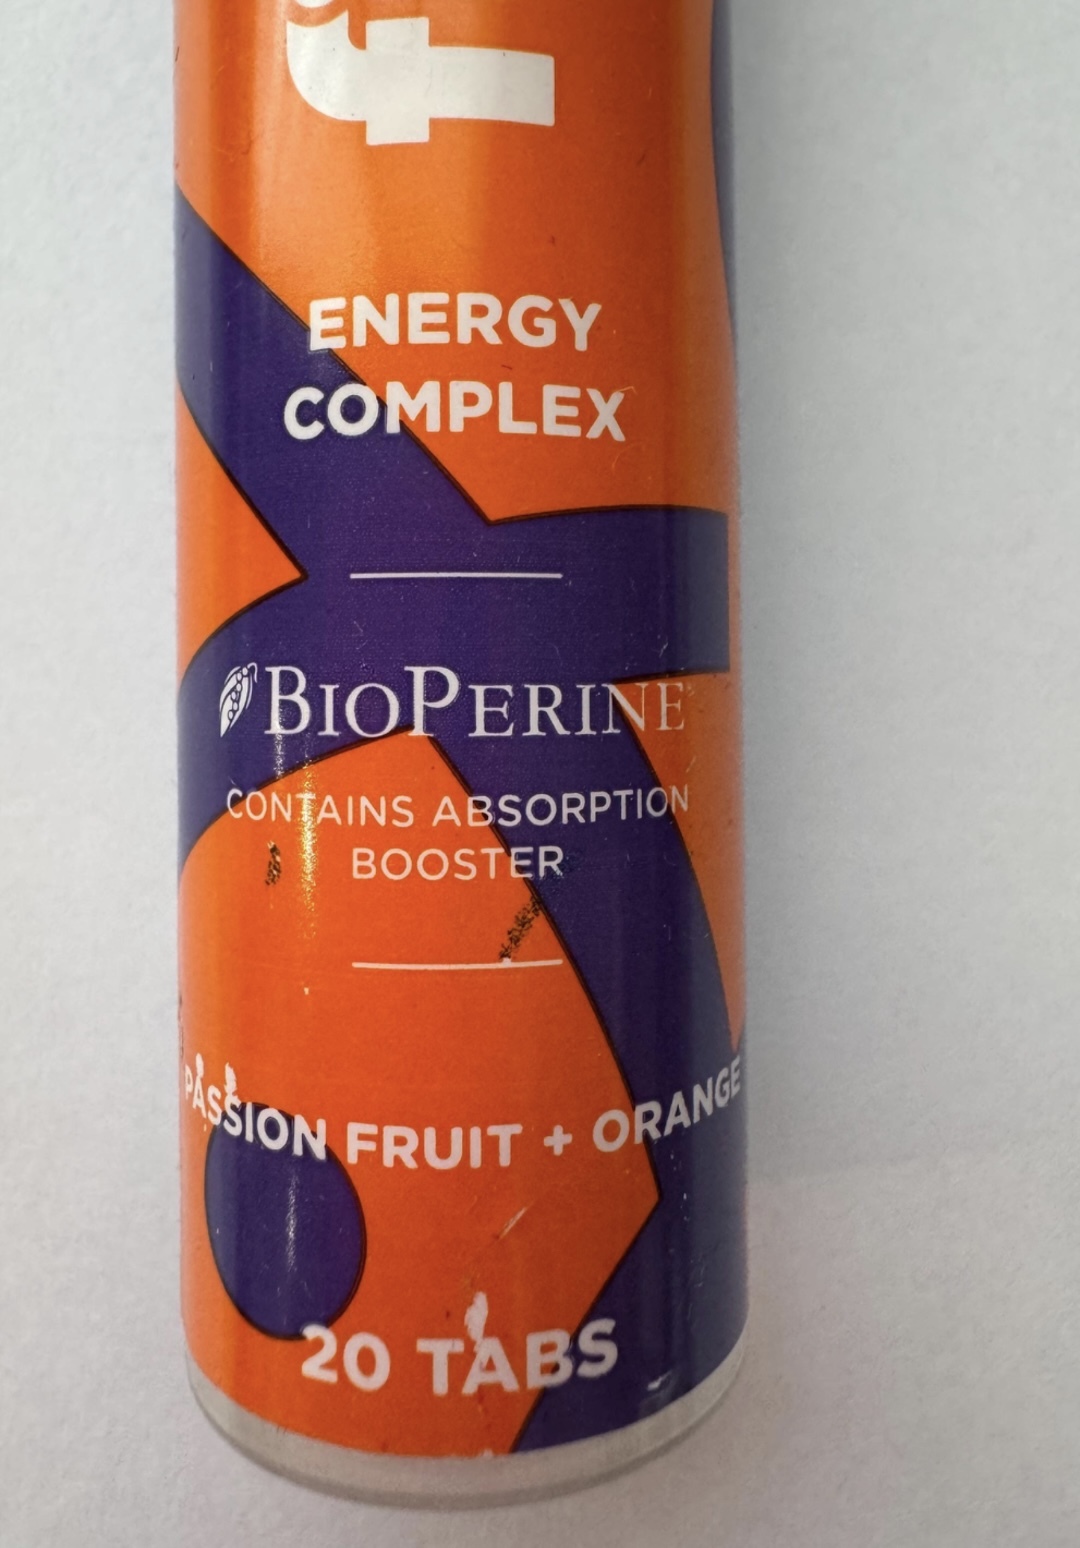 f
ENERGY
COMPLEX
BIOPERINE
CONTAINS ABSORPTION
BOOSTER
PASSION FRUIT + ORANGE
20 TABS